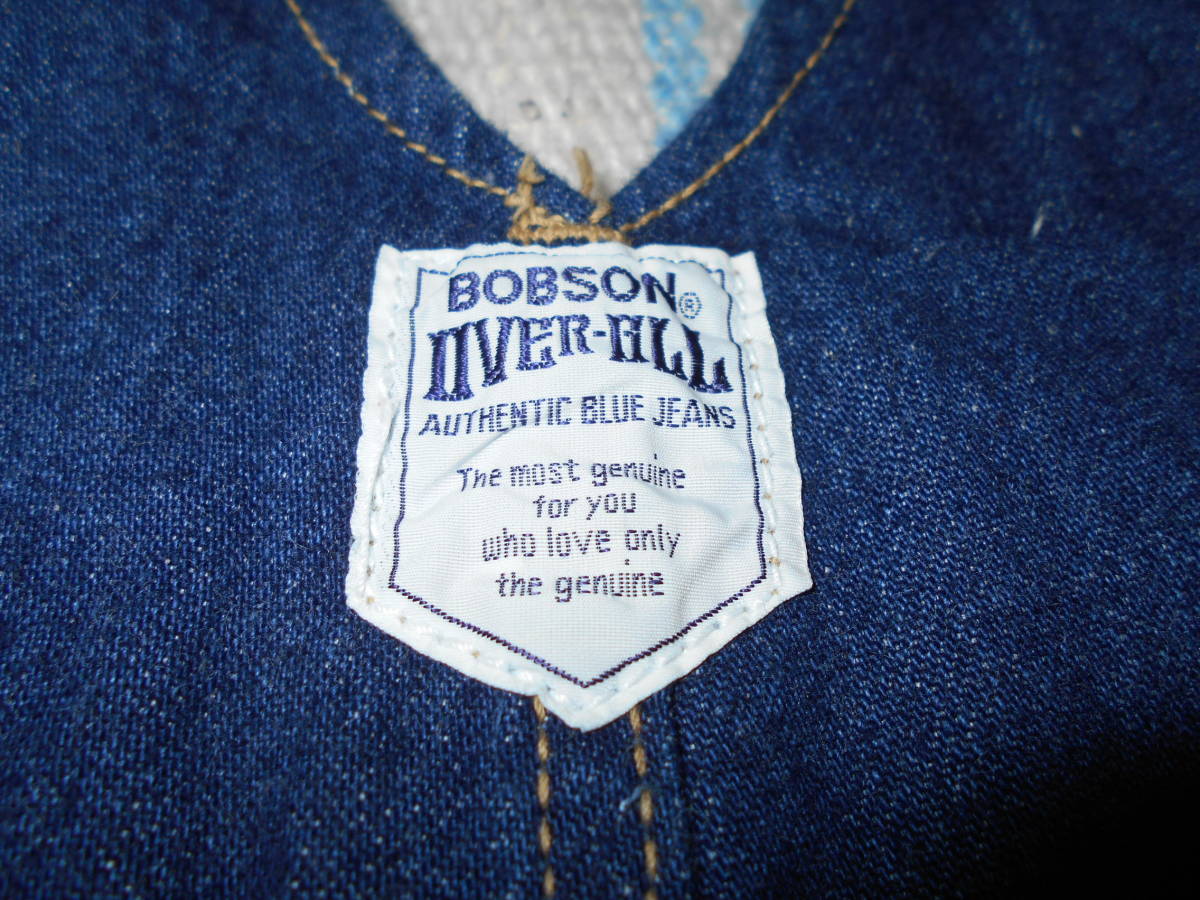 BOBSON®
OVER-ALL
AUTHENTIC BLUE JEANS
The most genuine
for you
who love only
the genuine